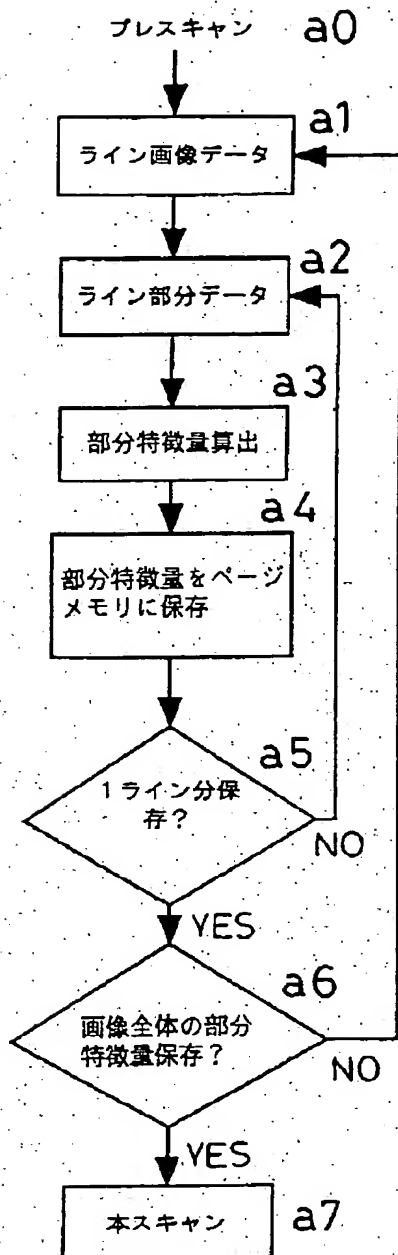 プレスキャン a0
a1
ライン画像データ
a2
ライン部分データ
a3
部分特徴量算出
a4
部分特徴量をページ
メモリに保存
a5
1ライン分保
存?
NO
YES
a6
画像全体の部分
特徴量保存?
NO
YES
本スキャン a7